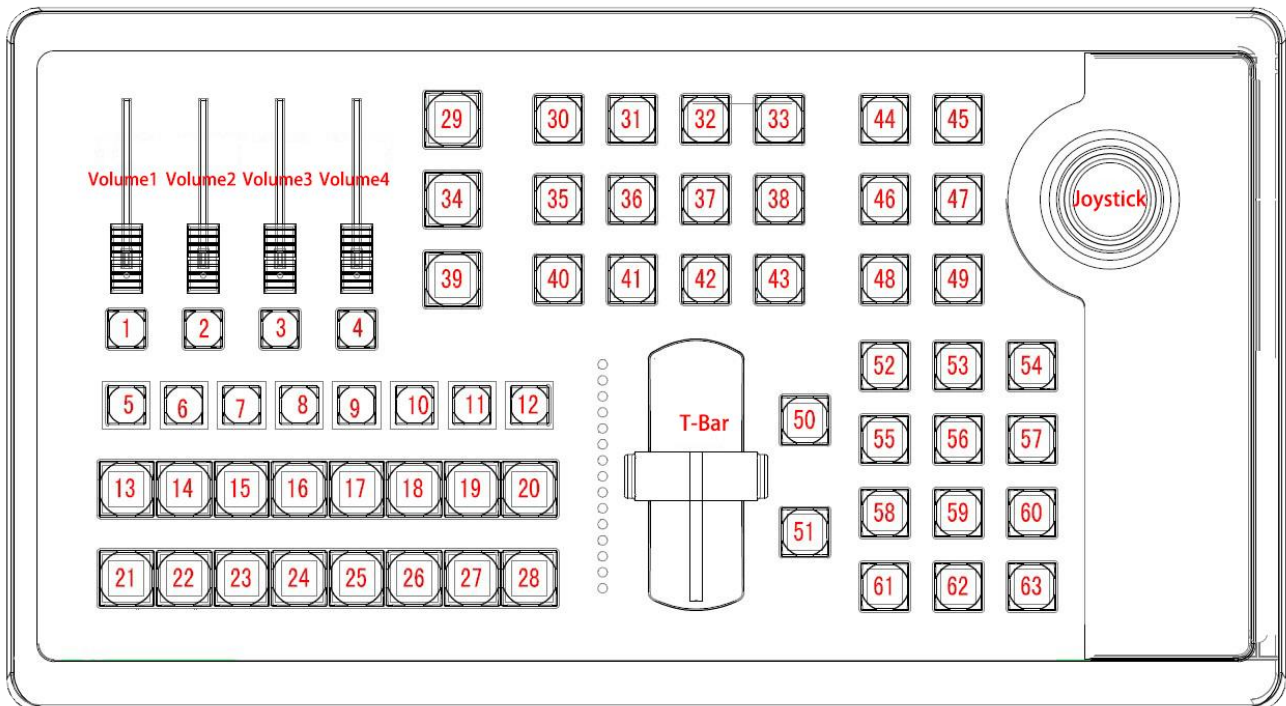 29 30 31 32 33 44 45
Volume1 Volume2 Volume3 Volume4
34 35 36 37 38 46 47 Joystick
39 40 41 42 43 48 49
1 2 3 4
52 53 54
5 6 7 8 9 10 11 12
T-Bar 50
55 56 57
13 14 15 16 17 18 19 20
58 59 60
51
21 22 23 24 25 26 27 28
61 62 63